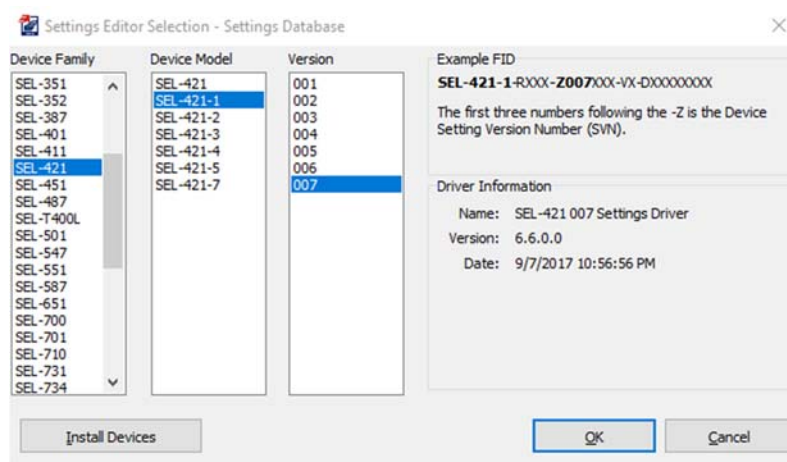 Settings Editor Selection - Settings Database
Device Family
SEL-351
SEL-352
SEL-387
SEL-401
SEL-411
SEL-421
SEL-451
SEL-487
SEL-T400L
SEL-501
SEL-547
SEL-551
SEL-587
SEL-651
SEL-700
SEL-701
SEL-710
SEL-731
SEL-734
Device Model
SEL-421
SEL-421-1
SEL-421-2
SEL-421-3
SEL-421-4
SEL-421-5
SEL-421-7
Version
001
002
003
004
005
006
007
Example FID
SEL-421-1-RXXX-Z007XXX-VX-DXXXXXXXX
The first three numbers following the -Z is the Device
Setting Version Number (SVN).
Driver Information
Name: SEL-421 007 Settings Driver
Version: 6.6.0.0
Date: 9/7/2017 10:56:56 PM
Install Devices
OK
Cancel